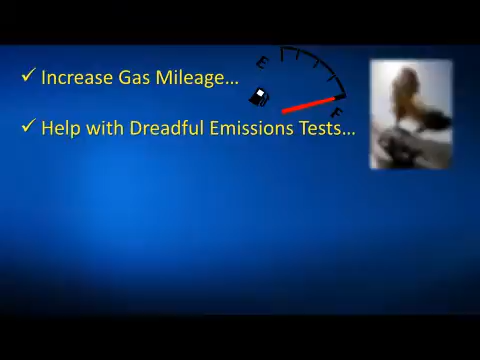 ✓ Increase Gas Mileage...
E
✓ Help with Dreadful Emissions Tests...
F